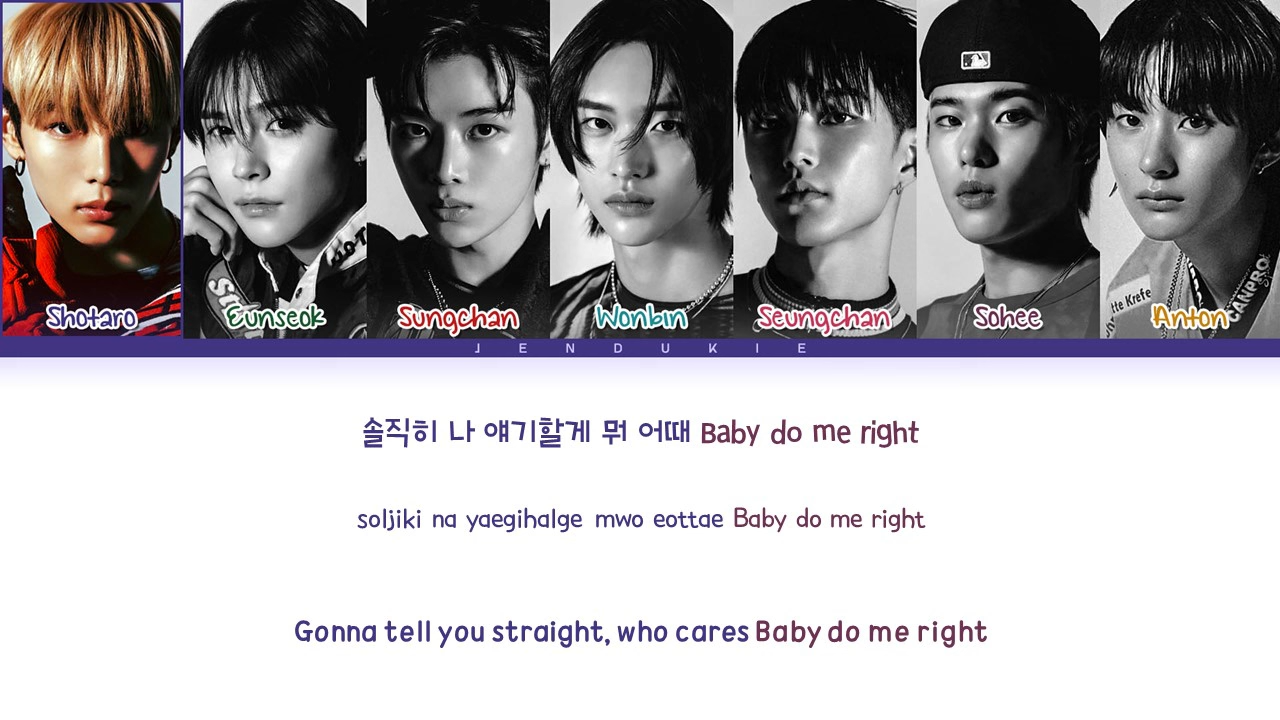 Shotaro Eunseok Sungchan Wonbin Seungchan Sohee Anton
JENDUKIE
솔직히 나 얘기할게 뭐 어때 Baby do me right
soljiki na yaegihalge mwo eottae Baby do me right
Gonna tell you straight, who cares Baby do me right